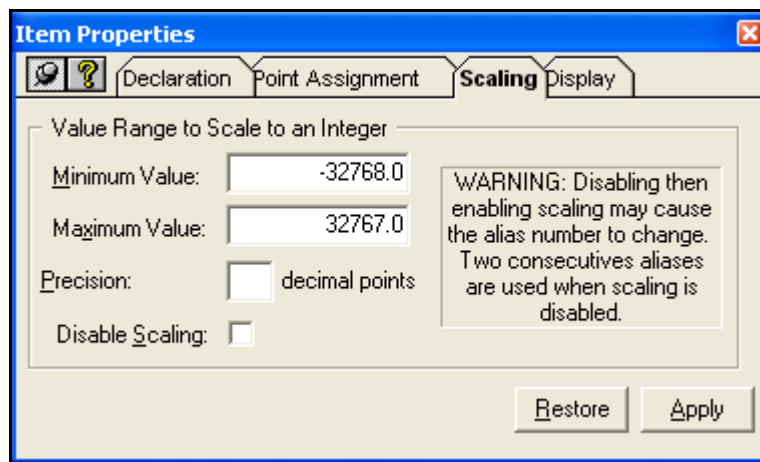 Item Properties
Declaration Point Assignment Scaling Display
Value Range to Scale to an Integer
Minimum Value: -32768.0
Maximum Value: 32767.0
Precision: decimal points
Disable Scaling:
WARNING: Disabling then
enabling scaling may cause
the alias number to change.
Two consecutives aliases
are used when scaling is
disabled.
Restore Apply